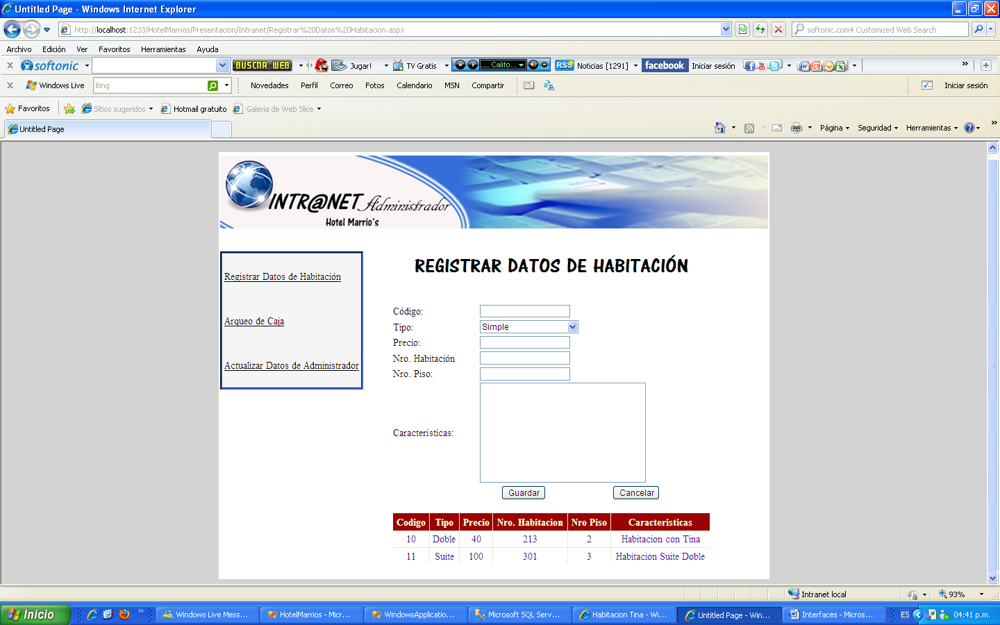 Untitled Page - Windows Internet Explorer
http://localhost:1233/HotelMarrios/Presentacion/Intranet/Registrar%20Datos%20Habitacion.aspx
softonic.com4 Customized Web Search
Archivo Edición Ver Favoritos Herramientas Ayuda
softonic BUSCAR WEB Jugar! TV Gratis ..... Califo... RSS Noticias [1291] facebook Iniciar sesión
Windows Live Bing Novedades Perfil Correo Fotos Calendario MSN Compartir Iniciar sesión
Favoritos Sitios sugeridos Hotmail gratuito Galería de Web Slice
Untitled Page Página Seguridad Herramientas
INTR@NET Administrador
Hotel Marrio's
REGISTRAR DATOS DE HABITACIÓN
Registrar Datos de Habitación
Arqueo de Caja
Actualizar Datos de Administrador
Código:
Tipo: Simple
Precio:
Nro. Habitación
Nro. Piso:
Caracteristicas:
Guardar Cancelar
Codigo Tipo Precio Nro. Habitacion Nro Piso Caracteristicas
10 Doble 40 213 2 Habitacion con Tina
11 Suite 100 301 3 Habitacion Suite Doble
Intranet local 93%
Inicio Windows Live Mess... HotelMarrios - Micr... WindowsApplicatio... Microsoft SQL Serv... Habitacion Tina - Wi... Untitled Page - Win... Interfaces - Micros... ES 04:41 p.m.